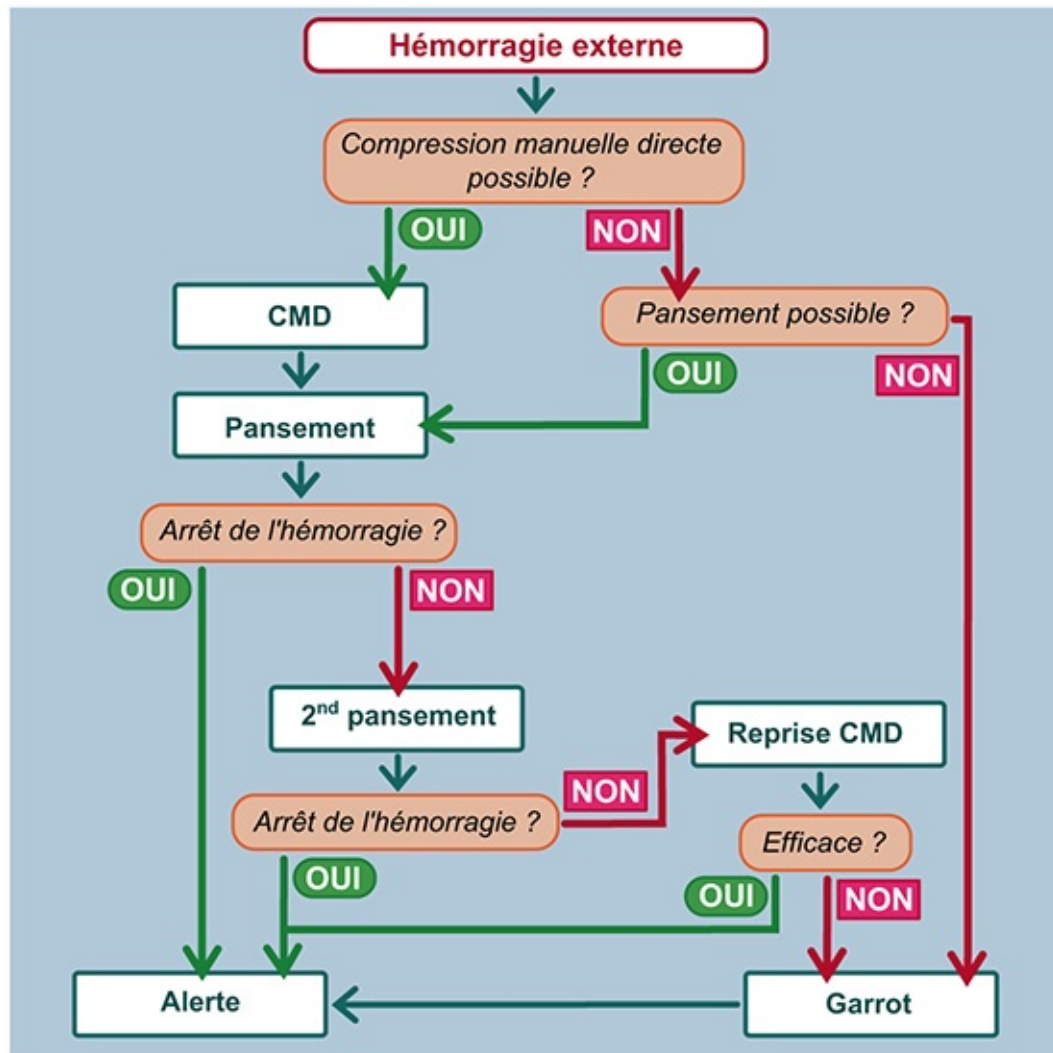 Hémorragie externe
Compression manuelle directe
possible ?
OUI
NON
CMD
Pansement possible ?
OUI
NON
Pansement
Arrêt de l'hémorragie ?
OUI
NON
2nd pansement
Reprise CMD
NON
Arrêt de l'hémorragie ?
Efficace ?
OUI
OUI
NON
Alerte
Garrot